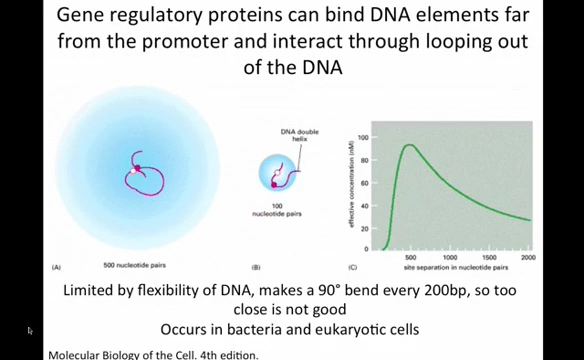 Gene regulatory proteins can bind DNA elements far
from the promoter and interact through looping out
of the DNA
DNA double
helix
100
nucleotide pairs
(A)
500 nucleotide pairs
(B)
(C)
effective concentration (nM)
100
80
60
40
20
0
500
1000
1500
2000
site separation in nucleotide pairs
Limited by flexibility of DNA, makes a 90° bend every 200bp, so too
close is not good
Occurs in bacteria and eukaryotic cells
Molecular Biology of the Cell. 4th edition.